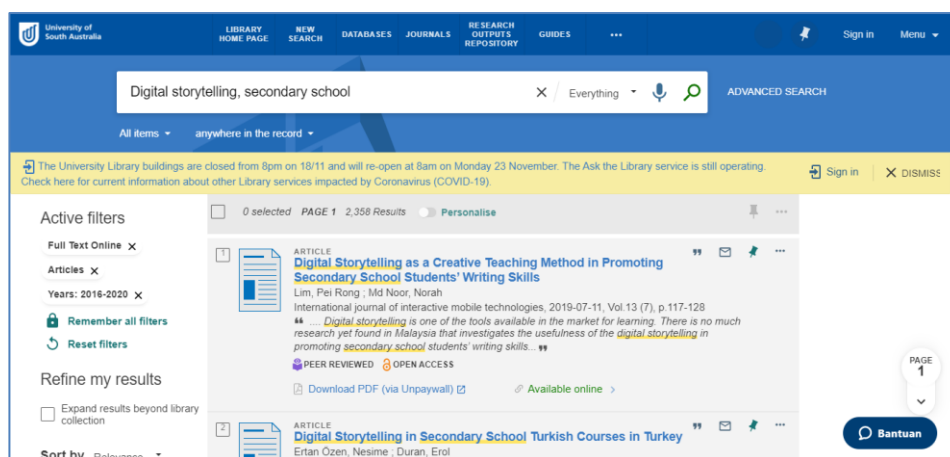 University of
South Australia
LIBRARY
HOME PAGE
NEW
SEARCH
DATABASES
JOURNALS
RESEARCH
OUTPUTS
REPOSITORY
GUIDES
•••
Sign in
Menu
Digital storytelling, secondary school
Everything
ADVANCED SEARCH
All items
anywhere in the record
The University Library buildings are closed from 8pm on 18/11 and will re-open at 8am on Monday 23 November. The Ask the Library service is still operating.
Check here for current information about other Library services impacted by Coronavirus (COVID-19).
Sign in
DISMISS
Active filters
Full Text Online
Articles
Years: 2016-2020
Remember all filters
Reset filters
Refine my results
Expand results beyond library
collection
Sort by Relevance
0 selected PAGE 1 2,358 Results Personalise
1
ARTICLE
Digital Storytelling as a Creative Teaching Method in Promoting
Secondary School Students' Writing Skills
Lim, Pei Rong ; Md Noor, Norah
International journal of interactive mobile technologies, 2019-07-11, Vol.13 (7), p.117-128
.... Digital storytelling is one of the tools available in the market for learning. There is no much
research yet found in Malaysia that investigates the usefulness of the digital storytelling in
promoting secondary school students' writing skills...
PEER REVIEWED OPEN ACCESS
Download PDF (via Unpaywall)
Available online
2
ARTICLE
Digital Storytelling in Secondary School Turkish Courses in Turkey
Ertan Özen, Nesime ; Duran, Erol
PAGE
1
Bantuan